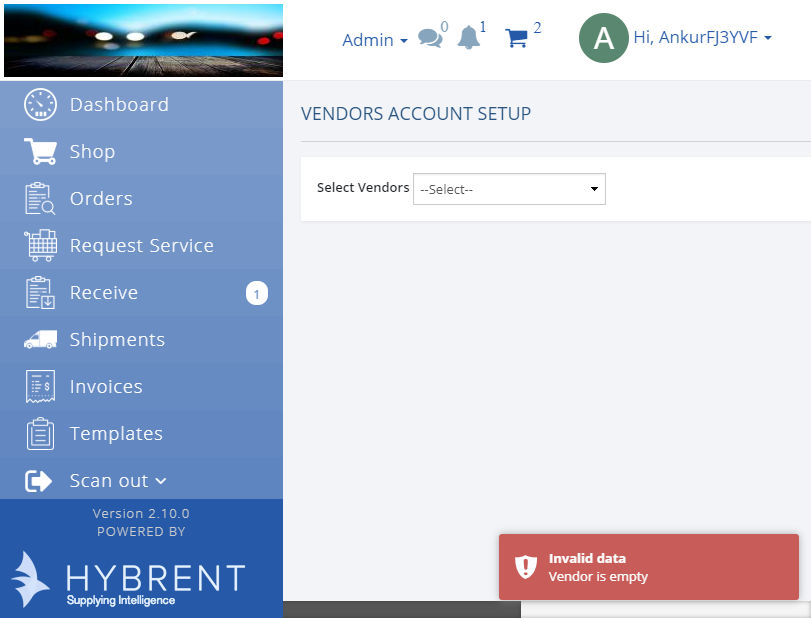 Admin
0
1
2
A
Hi, AnkurFJ3YVF
Dashboard
Shop
Orders
Request Service
Receive
1
Shipments
Invoices
Templates
Scan out
Version 2.10.0
POWERED BY
HYBRENT
Supplying Intelligence
VENDORS ACCOUNT SETUP
Select Vendors
--Select--
Invalid data
Vendor is empty